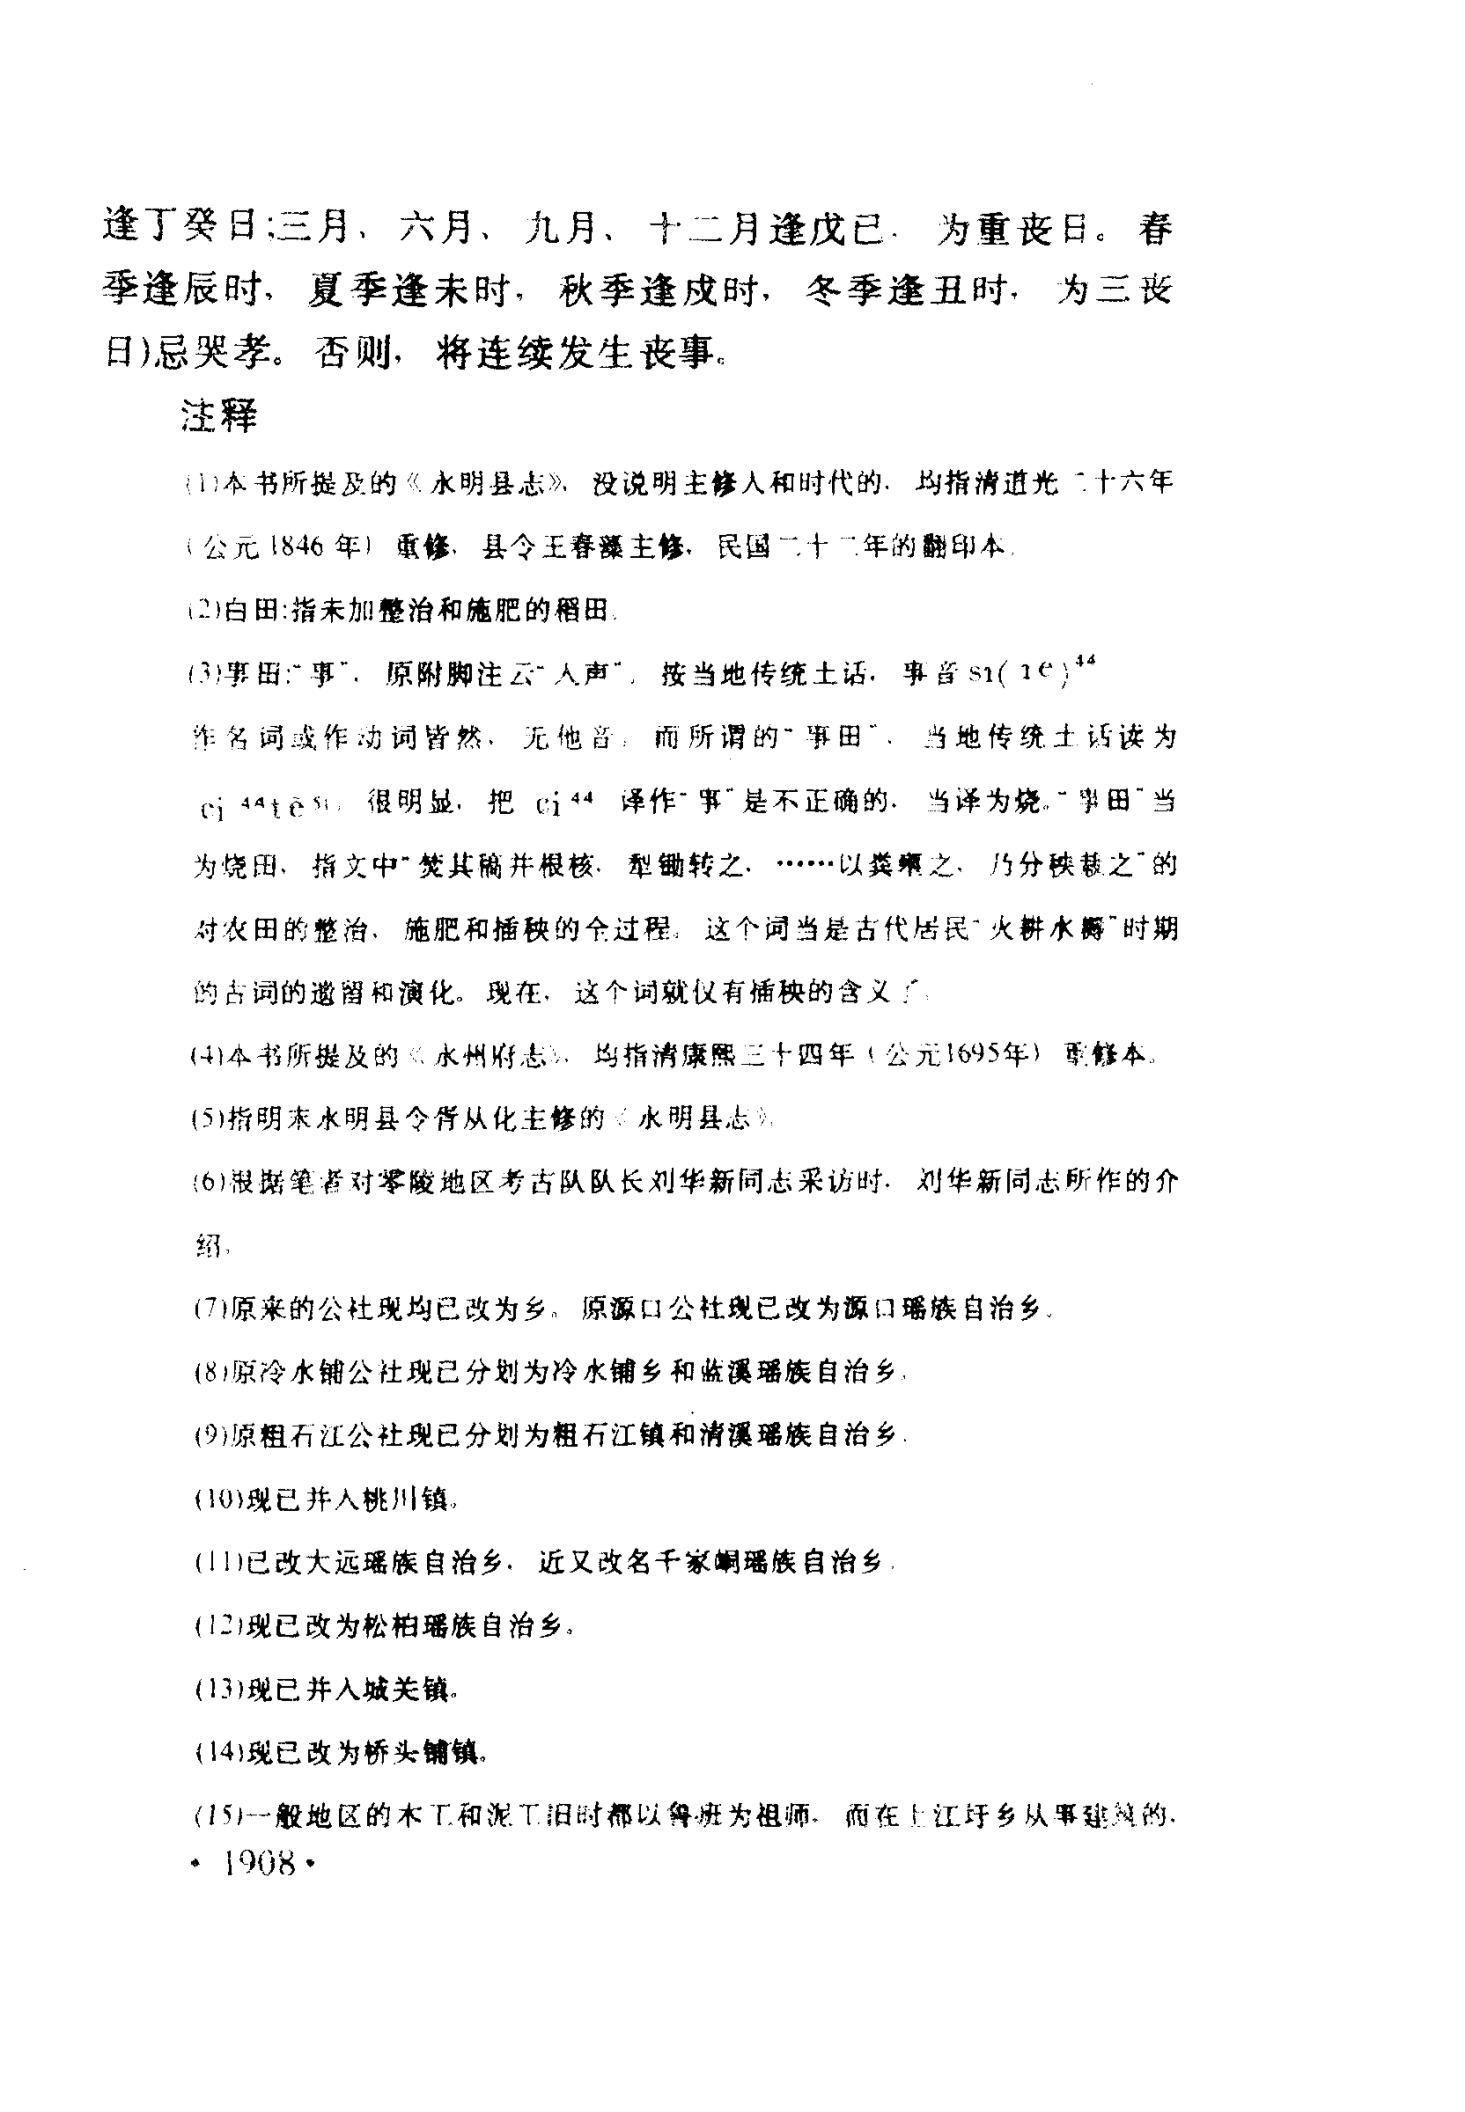 逢丁癸日;三月、六月、九月、十二月逢戊已，为重丧日。春
季逢辰时，夏季逢未时，秋季逢戍时，冬季逢丑时，为三丧
日)忌哭孝。否则，将连续发生丧事。
注释
(1)本书所提及的《永明县志》，没说明主修人和时代的，均指清道光二十六年
（公元1846年）重修，县令王春藻主修，民国二十二年的翻印本。
(2)白田:指未加整治和施肥的稻田。
(3)事田:“事”，原附脚注云“人声”，按当地传统土话，事音
作名词或作动词皆然，无他音，而所谓的“事田”，当地传统土话读为
很明显，把 译作“事”是不正确的，当译为烧。“事田”当
为烧田，指文中“焚其稿并根核，犁锄转之，……以粪壅之，乃分秧栽之”的
对农田的整治、施肥和插秧的全过程。这个词当是古代居民“火耕水耨”时期
的古词的遗留和演化。现在，这个词就仅有插秧的含义了。
(4)本书所提及的《永州府志》，均指清康熙三十四年（公元1695年）重修本。
(5)指明末永明县令胥从化主修的《永明县志》。
(6)根据笔者对零陵地区考古队队长刘华新同志采访时，刘华新同志所作的介
绍。
(7)原来的公社现均已改为乡。原源口公社现已改为源口瑶族自治乡。
(8)原冷水铺公社现已分划为冷水铺乡和蓝溪瑶族自治乡。
(9)原粗石江公社现已分划为粗石江镇和清溪瑶族自治乡。
(10)现已并入桃川镇。
(11)已改大远瑶族自治乡，近又改名千家峒瑶族自治乡。
(12)现已改为松柏瑶族自治乡。
(13)现已并入城关镇。
(14)现已改为桥头铺镇。
(15)一般地区的木工和泥工旧时都以鲁班为祖师，而在上江圩乡从事建筑的，
·1908·